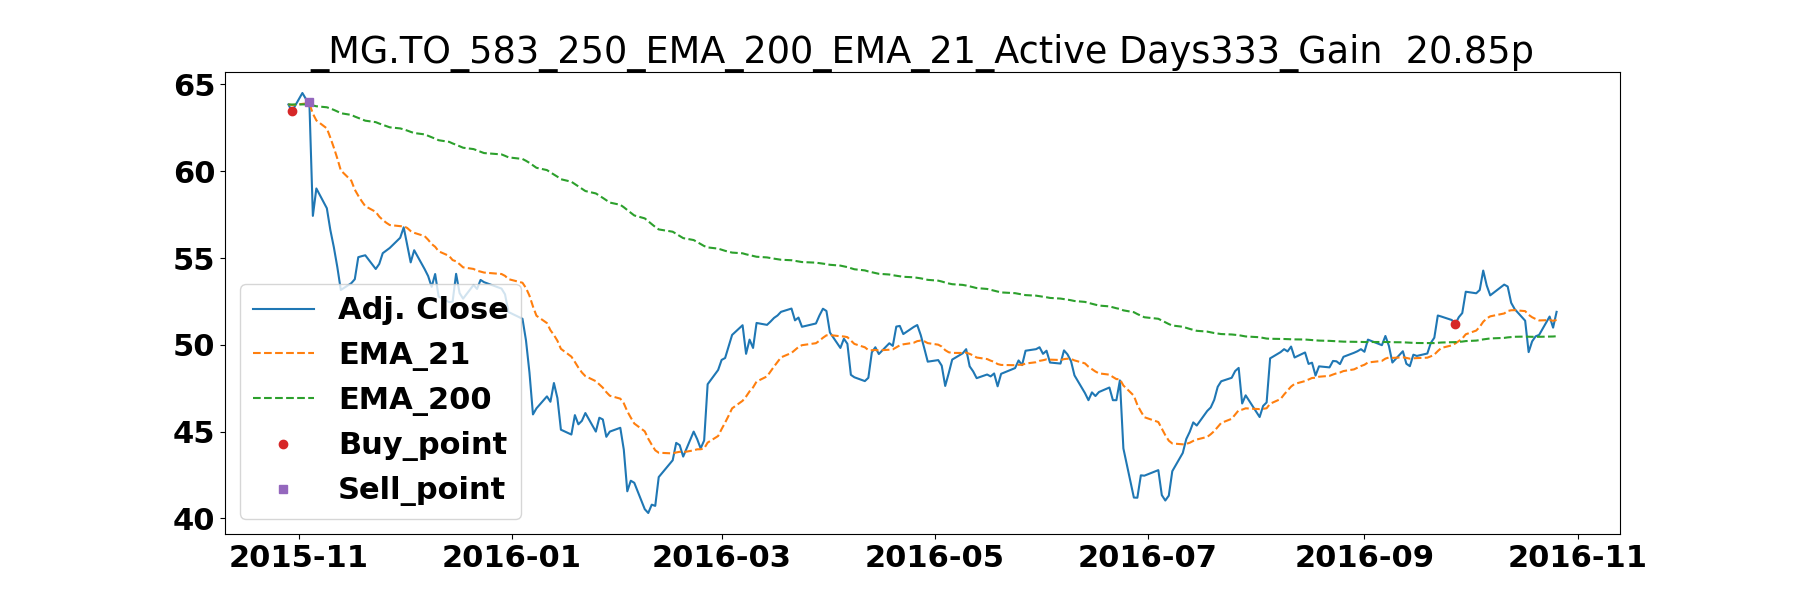 _MG.TO_583_250_EMA_200_EMA_21_Active Days333_Gain  20.85p
65
60
55
50
45
40
Adj. Close
EMA_21
EMA_200
Buy_point
Sell_point
2015-11 2016-01 2016-03 2016-05 2016-07 2016-09 2016-11